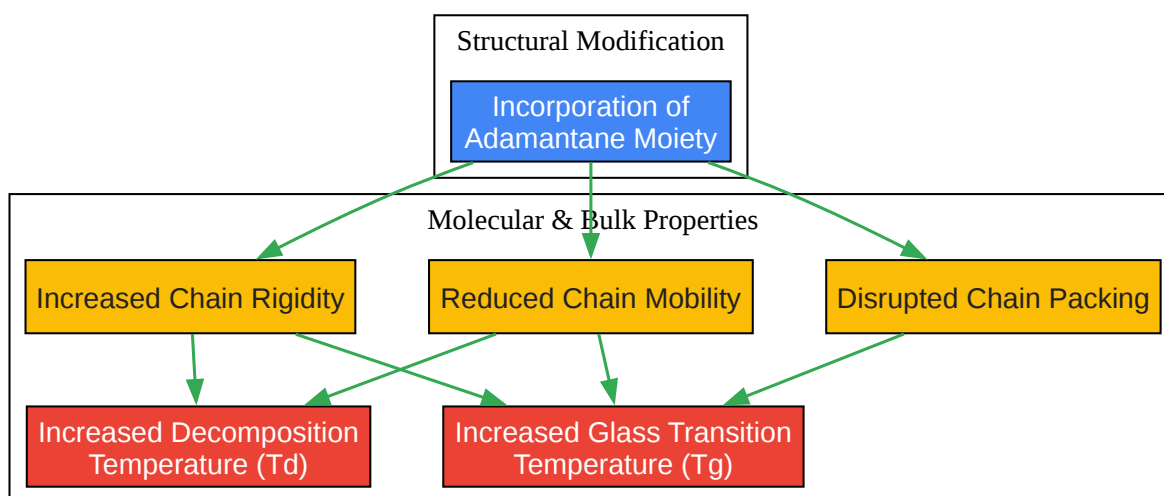 Structural Modification
Incorporation of
Adamantane Moiety
Molecular & Bulk Properties
Increased Chain Rigidity
Reduced Chain Mobility
Disrupted Chain Packing
Increased Decomposition
Temperature (Td)
Increased Glass Transition
Temperature (Tg)